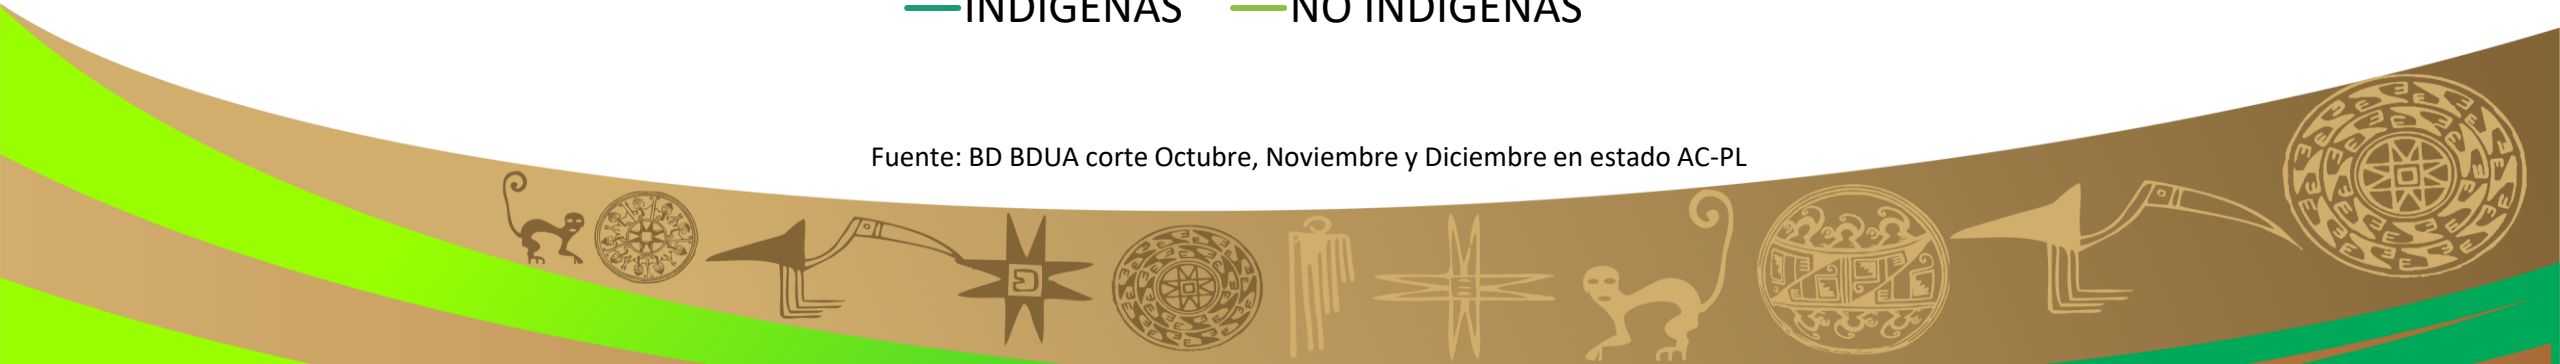 INDIGENAS NO INDIGENAS
Fuente: BD BDUA corte Octubre, Noviembre y Diciembre en estado AC-PL